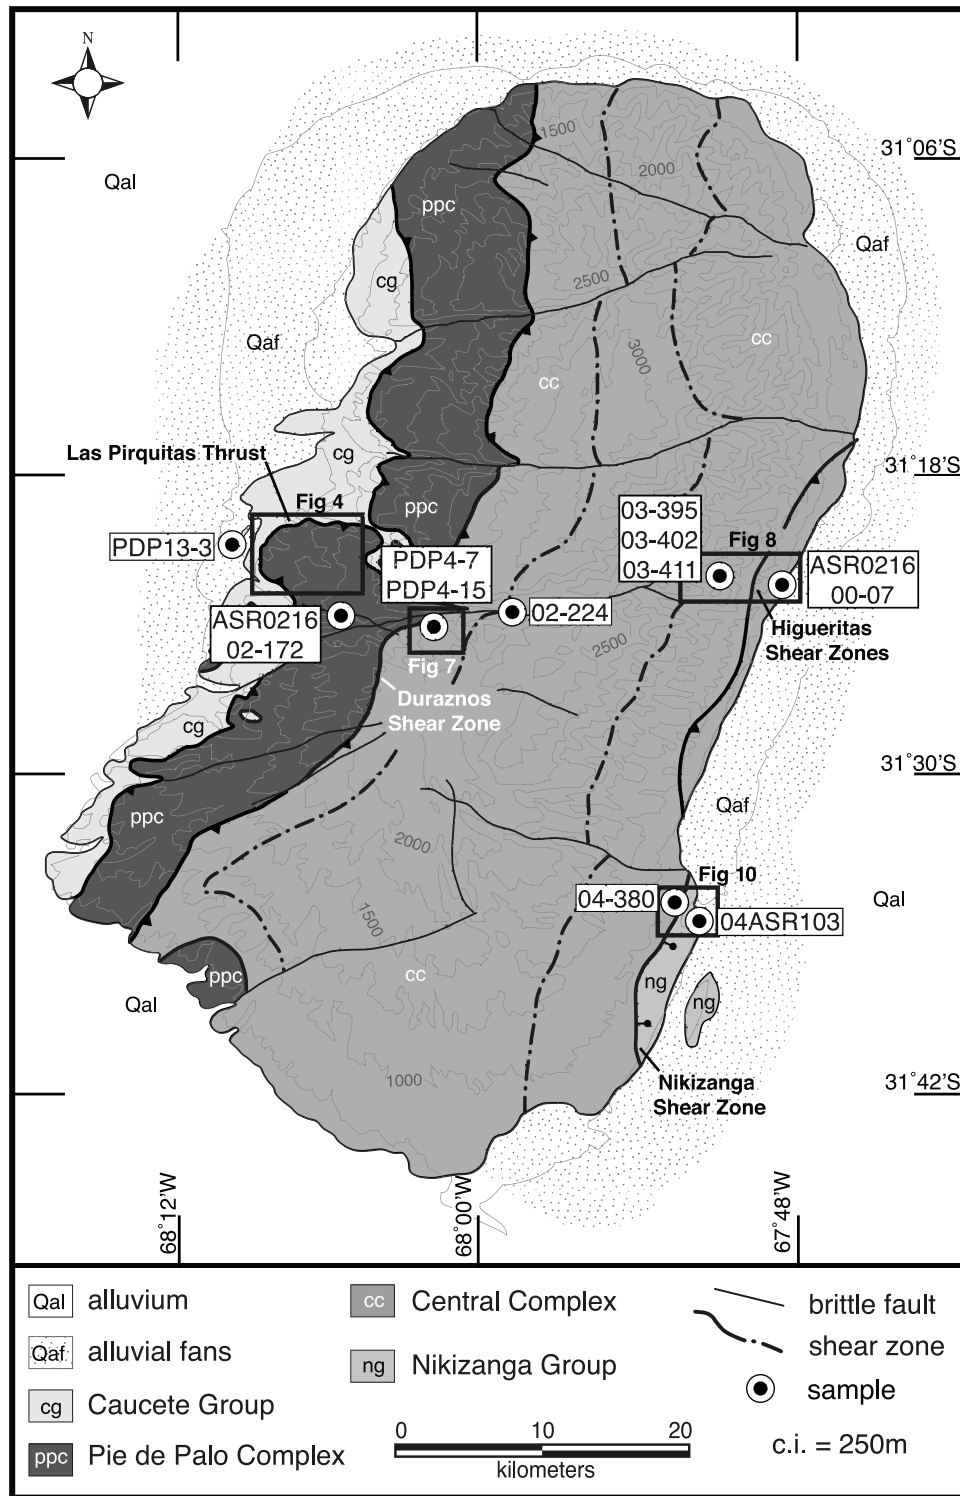 N
31°06'S
Qal
1500
2000
ppc
Qaf
cg
2500
Qaf
3000
cc
cc
Las Pirquitas Thrust
cg
31°18'S
Fig 4
ppc
03-395
03-402
03-411
Fig 8
PDP13-3
PDP4-7
PDP4-15
ASR0216
00-07
ASR0216
02-172
02-224
Higueritas
Shear Zones
2500
Fig 7
Duraznos
Shear Zone
cg
31°30'S
ppc
Qaf
2000
Fig 10
04-380
Qal
1500
04ASR103
cc
ppc
ng
ng
Qal
1000
Nikizanga
Shear Zone
31°42'S
68°12'W
68°00'W
67°48'W
Qal alluvium
Qaf alluvial fans
cg Caucete Group
ppc Pie de Palo Complex
cc Central Complex
ng Nikizanga Group
0 10 20
kilometers
brittle fault
shear zone
sample
c.i. = 250m